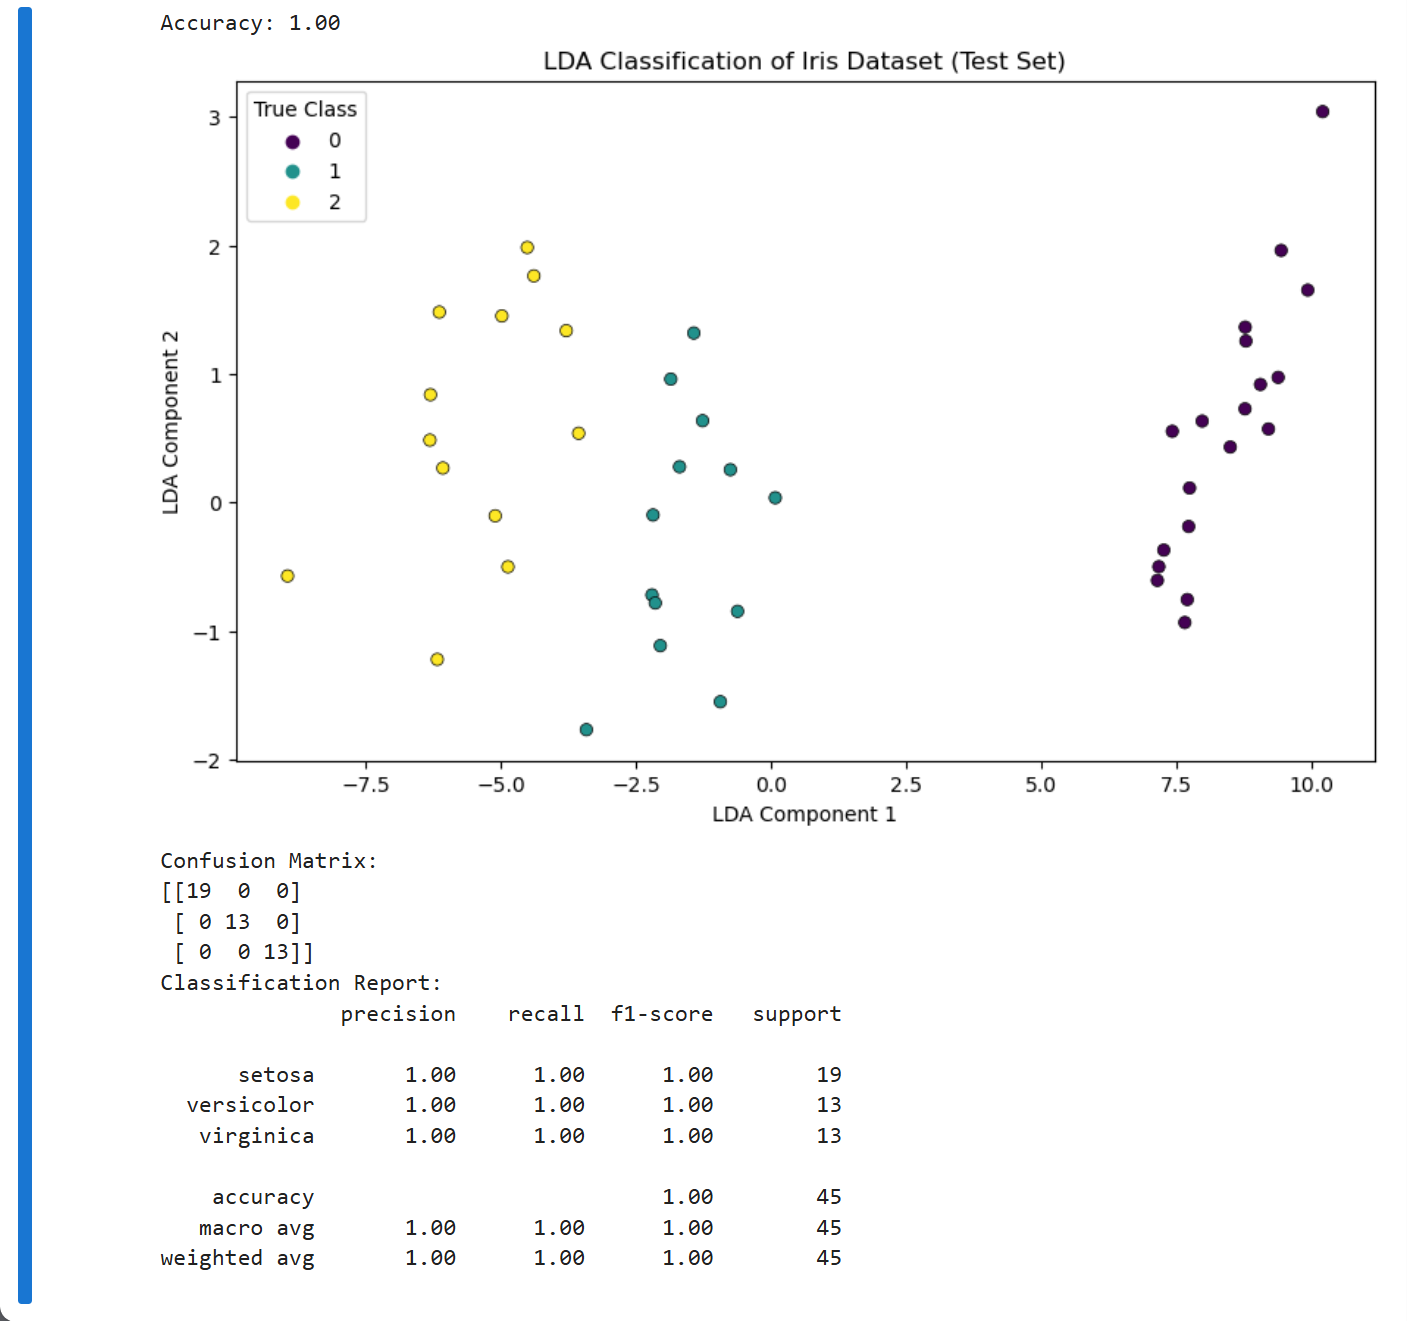 Accuracy: 1.00
LDA Classification of Iris Dataset (Test Set)
True Class
0
1
2
3
2
1
0
−1
−2
LDA Component 2
−7.5 −5.0 −2.5 0.0 2.5 5.0 7.5 10.0
LDA Component 1
Confusion Matrix:
[[19  0  0]
 [ 0 13  0]
 [ 0  0 13]]
Classification Report:
              precision    recall  f1-score   support

      setosa       1.00      1.00      1.00        19
  versicolor       1.00      1.00      1.00        13
   virginica       1.00      1.00      1.00        13

    accuracy                           1.00        45
   macro avg       1.00      1.00      1.00        45
weighted avg       1.00      1.00      1.00        45